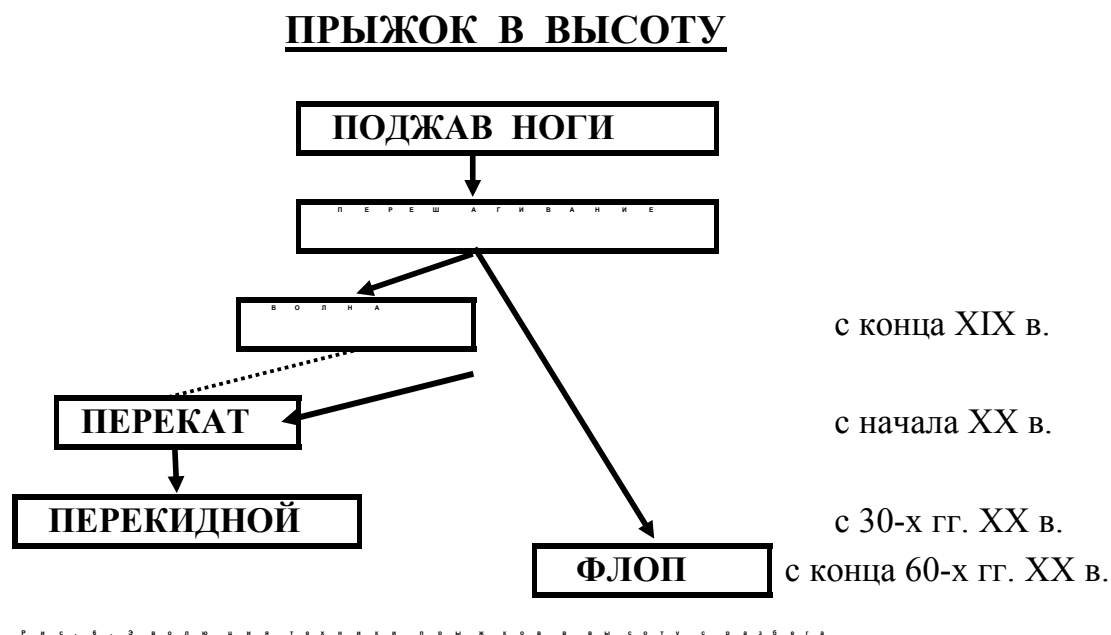 ПРЫЖОК В ВЫСОТУ
ПОДЖАВ НОГИ
ПЕРЕШАГИВАНИЕ
ВОЛНА
с конца XIX в.
ПЕРЕКАТ
с начала XX в.
ПЕРЕКИДНОЙ
с 30-х гг. XX в.
ФЛОП
с конца 60-х гг. XX в.
Рис. 6. Эволюция техники прыжков в высоту с разбега